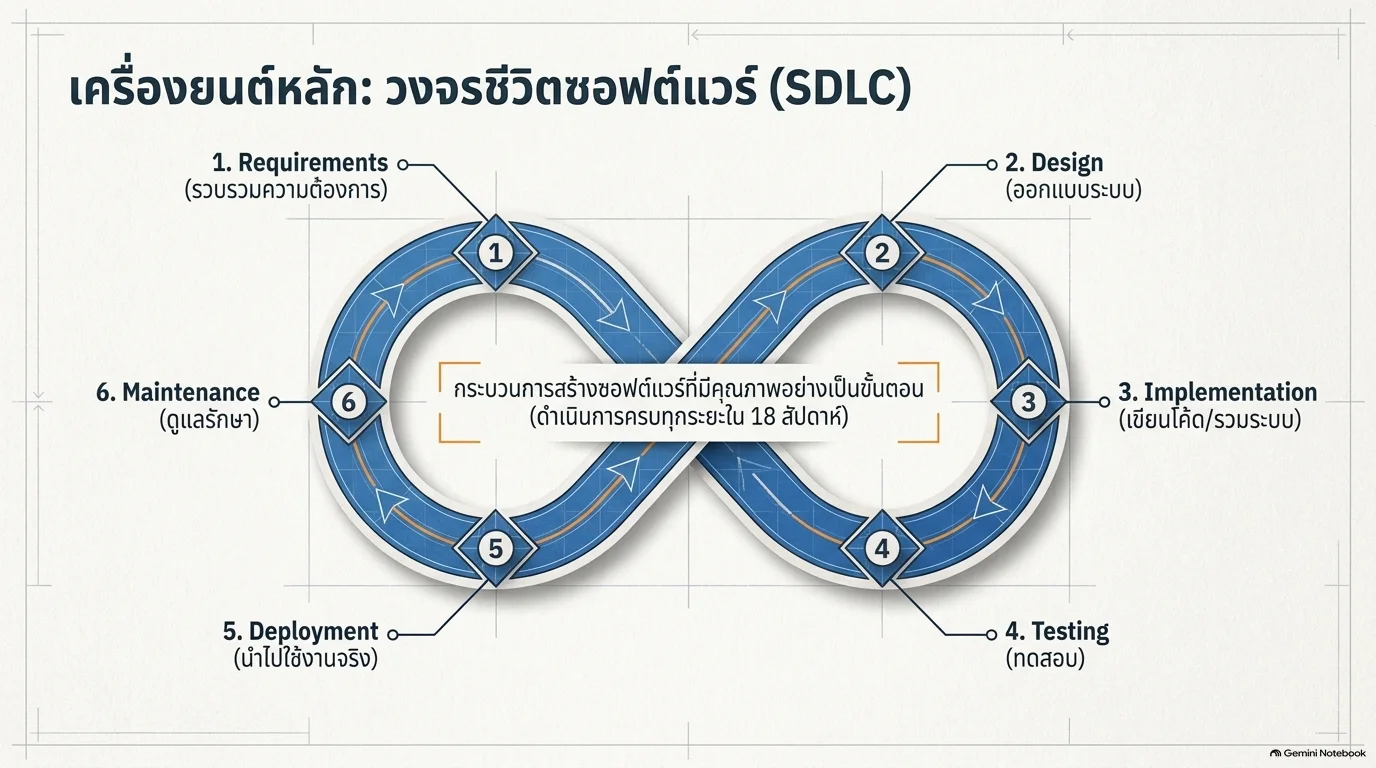 เครื่องยนต์หลัก: วงจรชีวิตซอฟต์แวร์ (SDLC)
1. Requirements
(รวบรวมความต้องการ)
2. Design
(ออกแบบระบบ)
1
2
6. Maintenance
(ดูแลรักษา)
6
กระบวนการสร้างซอฟต์แวร์ที่มีคุณภาพอย่างเป็นขั้นตอน
(ดำเนินการครบทุกระยะใน 18 สัปดาห์)
3
3. Implementation
(เขียนโค้ด/รวมระบบ)
5
4
5. Deployment
(นำไปใช้งานจริง)
4. Testing
(ทดสอบ)
Gemini Notebook